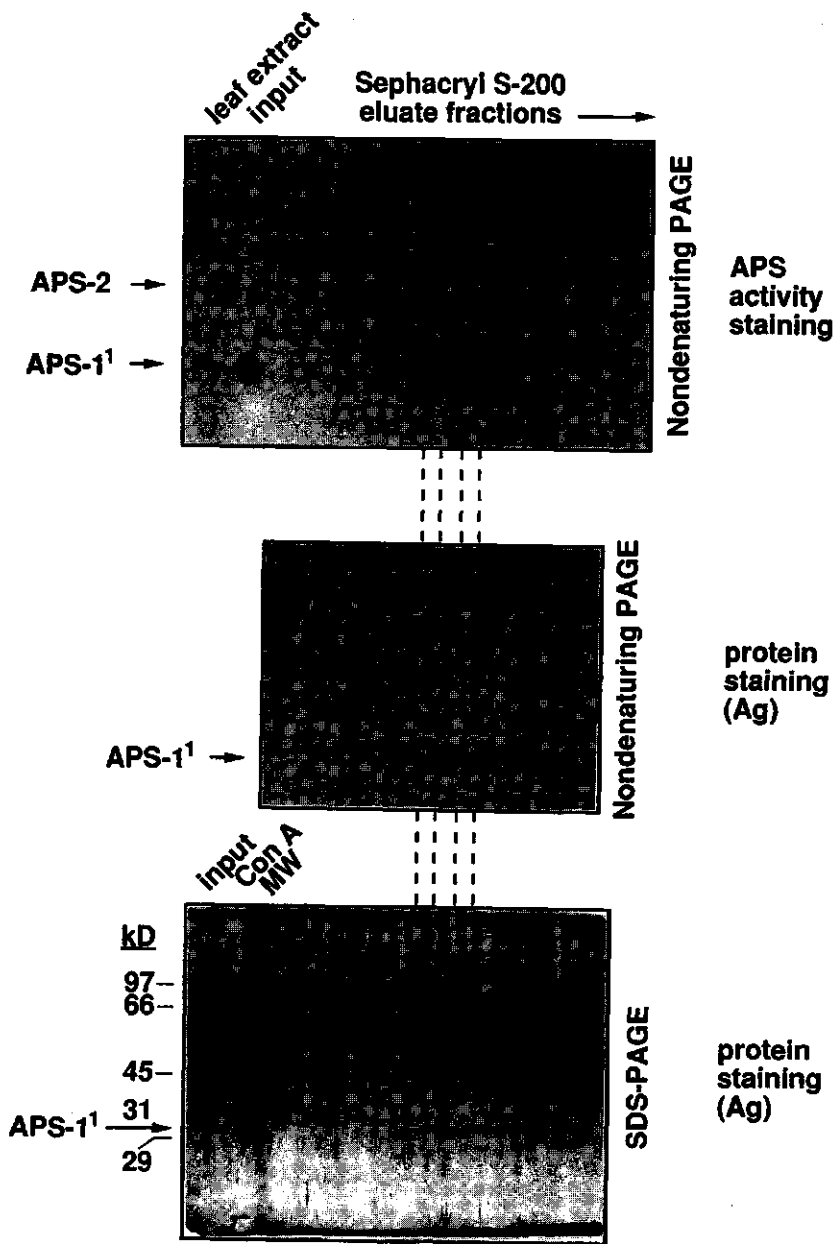 leaf extract
input
Sephacryl S-200
eluate fractions
APS-2
APS-1¹
Nondenaturing PAGE
APS
activity
staining
APS-1¹
Nondenaturing PAGE
protein
staining
(Ag)
input
Con A
MW
kD
97
66
45
31
APS-1¹
29
SDS-PAGE
protein
staining
(Ag)